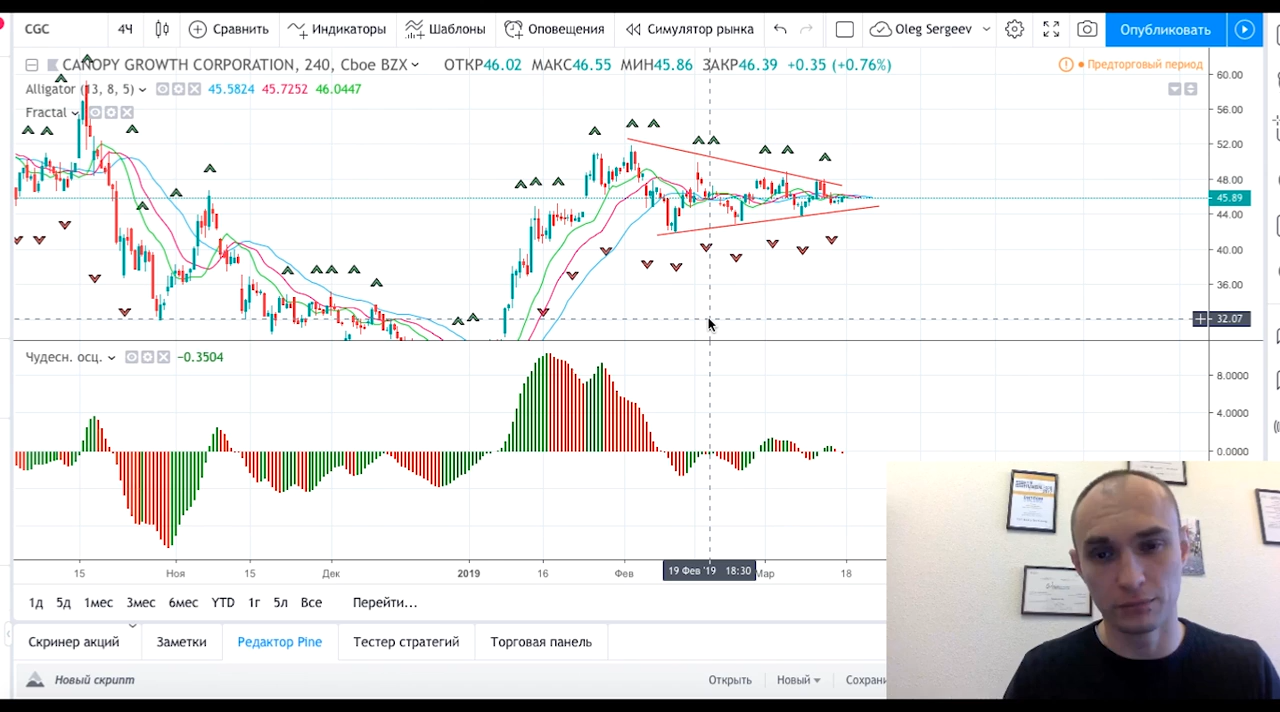 CGC 4Ч Сравнить Индикаторы Шаблоны Оповещения Симулятор рынка Oleg Sergeev Опубликовать
CANOPY GROWTH CORPORATION, 240, Cboe BZX ОТКР46.02 МАКС46.55 МИН45.86 ЗАКР46.39 +0.35 (+0.76%) Предторговый период
Alligator (13, 8, 5) 45.5824 45.7252 46.0447
Fractal
60.00
56.00
52.00
48.00
45.89
44.00
40.00
36.00
32.07
Чудесн. осц. −0.3504
8.0000
4.0000
0.0000
15 Ноя 15 Дек 2019 16 Фев 19 Фев '19 18:30 Мар 18
1д 5д 1мес 3мес 6мес YTD 1г 5л Все Перейти...
Скринер акций Заметки Редактор Pine Тестер стратегий Торговая панель
Новый скрипт Открыть Новый